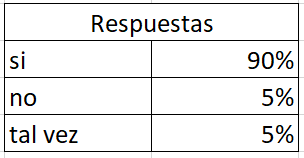 Respuestas
si 90%
no 5%
tal vez 5%